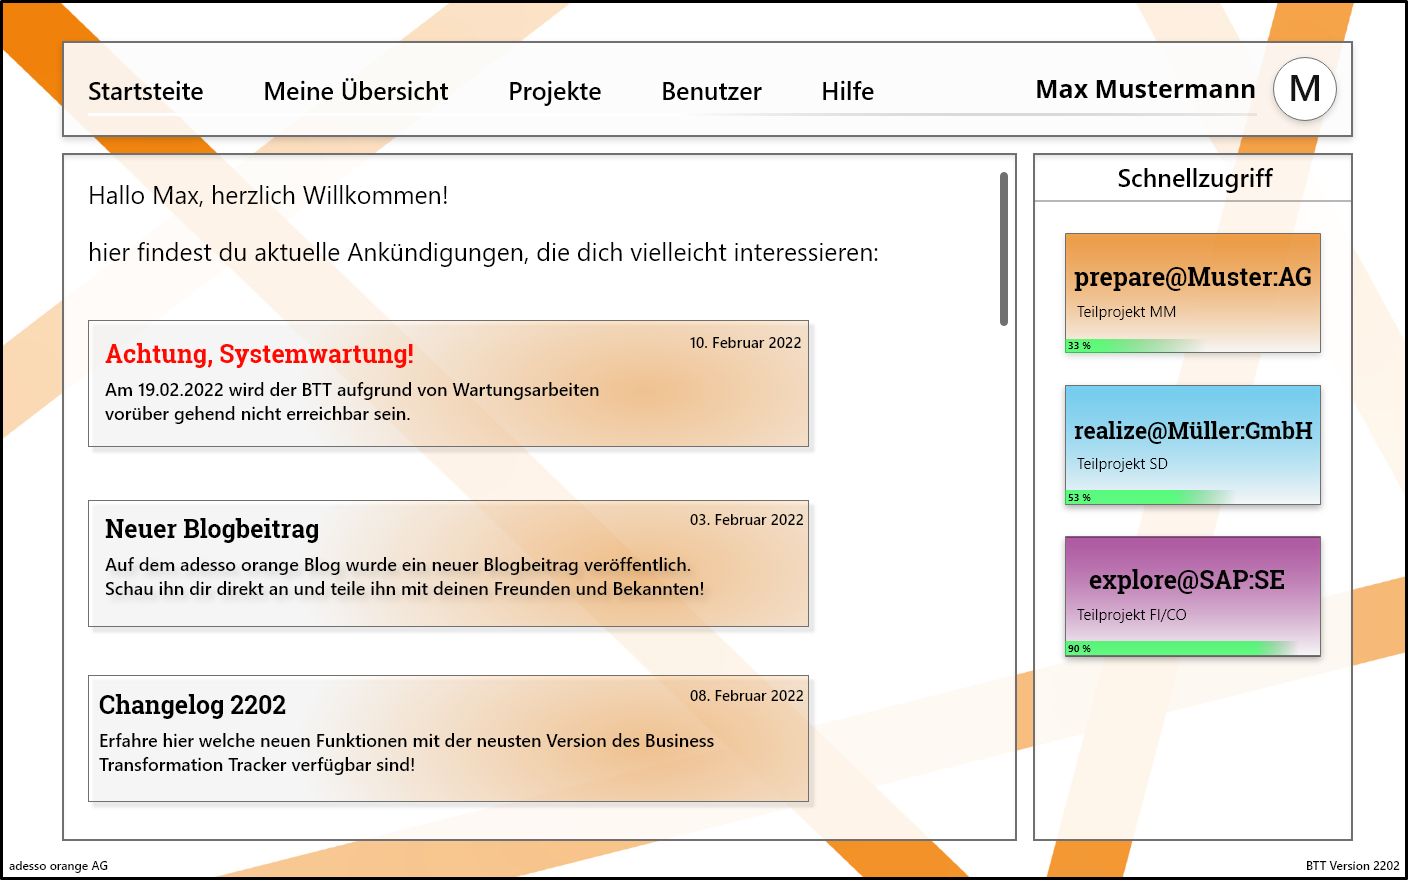 Startseite Meine Übersicht Projekte Benutzer Hilfe Max Mustermann M
Hallo Max, herzlich Willkommen!
hier findest du aktuelle Ankündigungen, die dich vielleicht interessieren:
Achtung, Systemwartung! 10. Februar 2022
Am 19.02.2022 wird der BTT aufgrund von Wartungsarbeiten
vorüber gehend nicht erreichbar sein.
Neuer Blogbeitrag 03. Februar 2022
Auf dem adesso orange Blog wurde ein neuer Blogbeitrag veröffentlich.
Schau ihn dir direkt an und teile ihn mit deinen Freunden und Bekannten!
Changelog 2202 08. Februar 2022
Erfahre hier welche neuen Funktionen mit der neusten Version des Business
Transformation Tracker verfügbar sind!
Schnellzugriff
prepare@Muster:AG
Teilprojekt MM
33 %
realize@Müller:GmbH
Teilprojekt SD
53 %
explore@SAP:SE
Teilprojekt FI/CO
90 %
adesso orange AG
BTT Version 2202